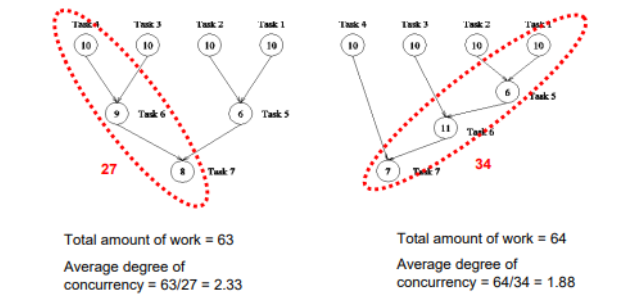 Task 4 Task 3 Task 2 Task 1
10 10 10 10
9 Task 6 6 Task 5
27
8 Task 7
Total amount of work = 63
Average degree of
concurrency = 63/27 = 2.33
Task 4 Task 3 Task 2 Task 1
10 10 10 10
6 Task 5
11 Task 6
34
7 Task 7
Total amount of work = 64
Average degree of
concurrency = 64/34 = 1.88